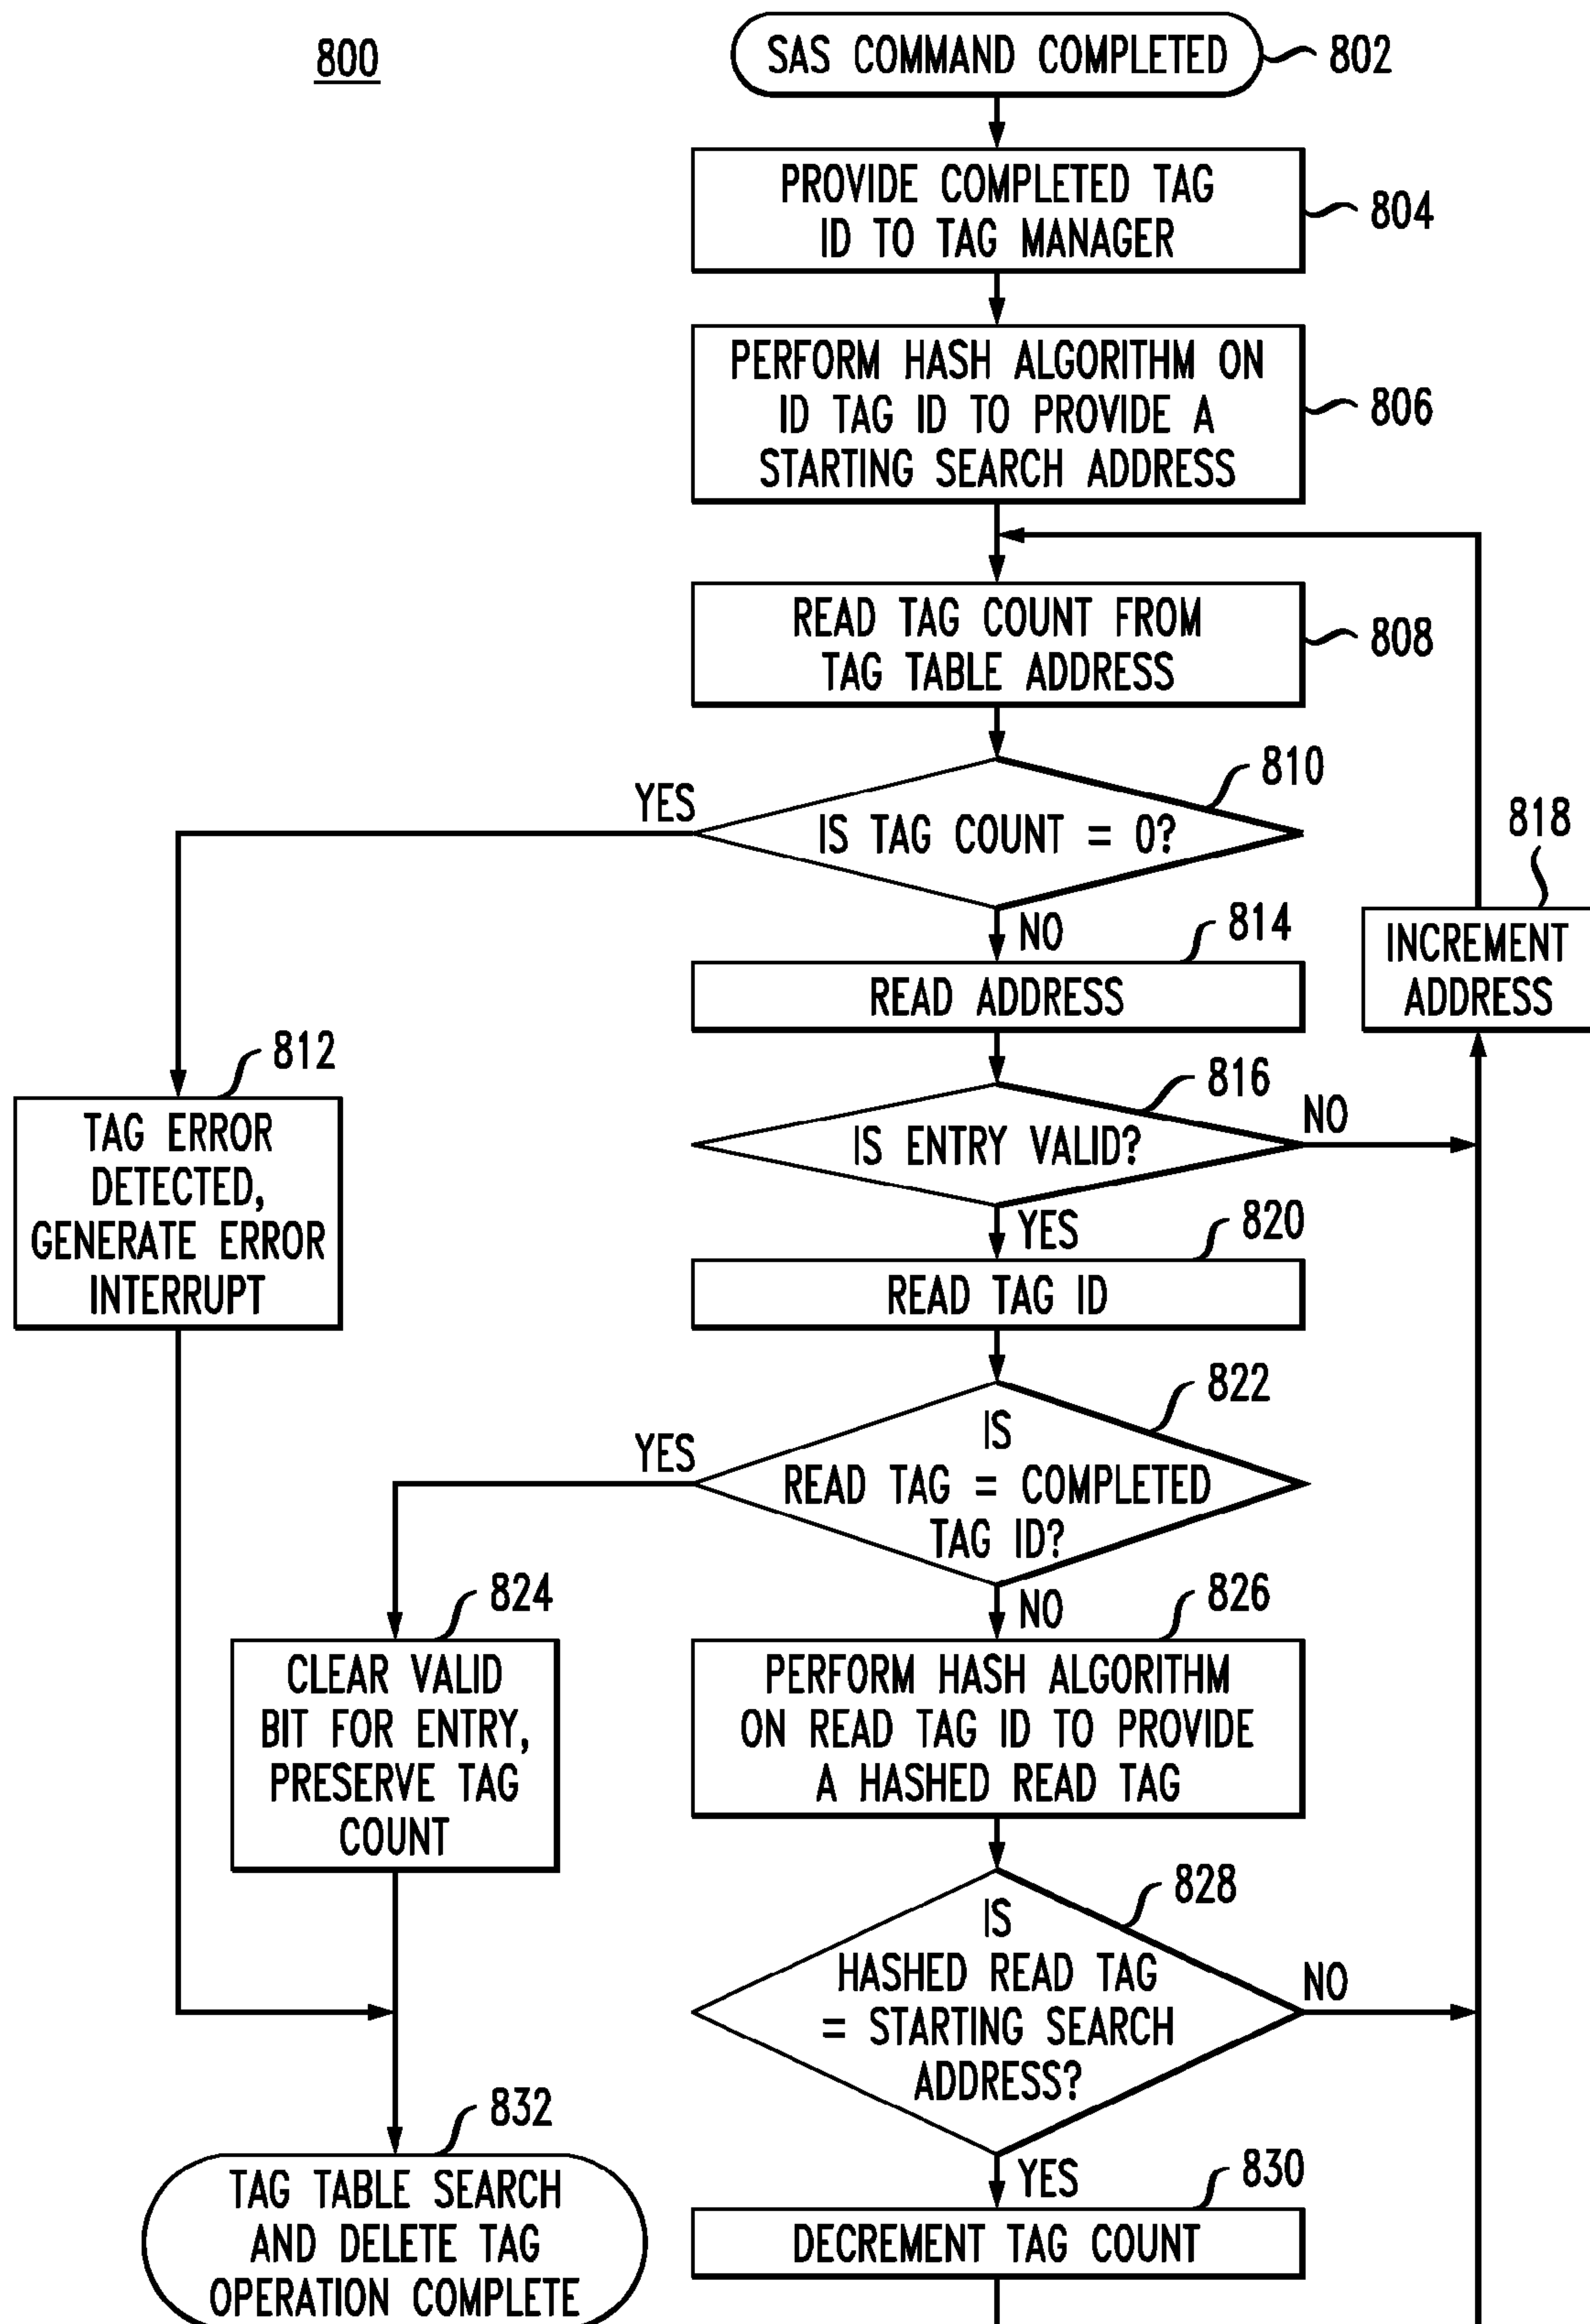 800
SAS COMMAND COMPLETED
802
PROVIDE COMPLETED TAG
ID TO TAG MANAGER
804
PERFORM HASH ALGORITHM ON
ID TAG ID TO PROVIDE A
STARTING SEARCH ADDRESS
806
READ TAG COUNT FROM
TAG TABLE ADDRESS
808
810
YES
IS TAG COUNT = 0?
NO
818
INCREMENT
ADDRESS
814
READ ADDRESS
812
TAG ERROR
DETECTED,
GENERATE ERROR
INTERRUPT
816
IS ENTRY VALID?
NO
YES
820
READ TAG ID
822
YES
IS
READ TAG = COMPLETED
TAG ID?
NO
824
CLEAR VALID
BIT FOR ENTRY,
PRESERVE TAG
COUNT
826
PERFORM HASH ALGORITHM
ON READ TAG ID TO PROVIDE
A HASHED READ TAG
828
IS
HASHED READ TAG
= STARTING SEARCH
ADDRESS?
NO
YES
832
TAG TABLE SEARCH
AND DELETE TAG
OPERATION COMPLETE
830
DECREMENT TAG COUNT